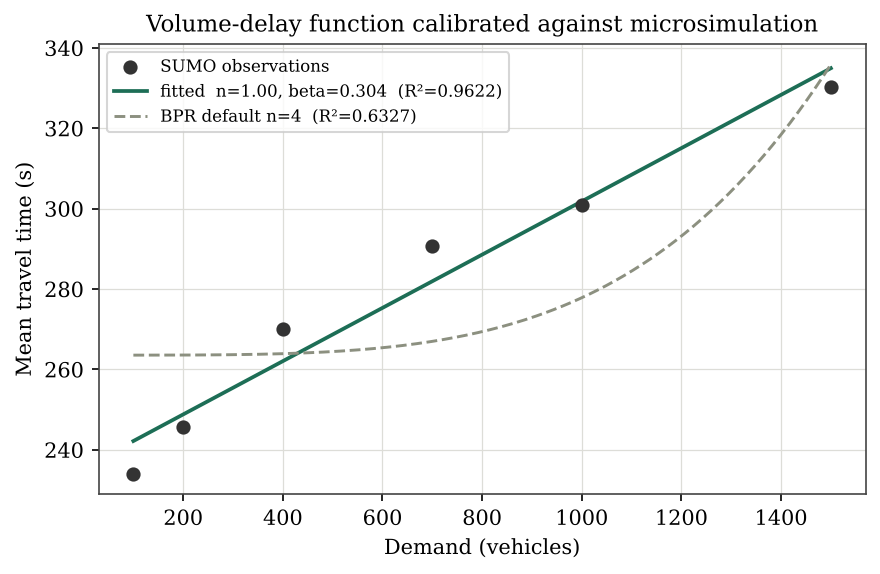 Volume-delay function calibrated against microsimulation
SUMO observations
fitted  n=1.00, beta=0.304  (R²=0.9622)
BPR default n=4  (R²=0.6327)
Mean travel time (s)
340
320
300
280
260
240
200 400 600 800 1000 1200 1400
Demand (vehicles)